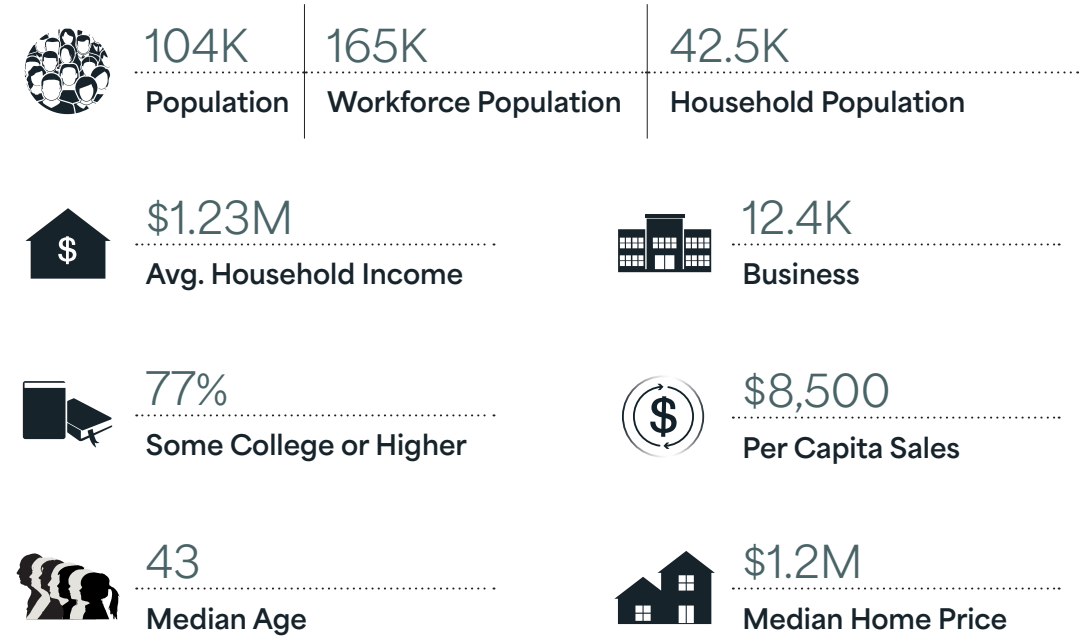 104K
Population
165K
Workforce Population
42.5K
Household Population
$1.23M
Avg. Household Income
12.4K
Business
77%
Some College or Higher
$8,500
Per Capita Sales
43
Median Age
$1.2M
Median Home Price